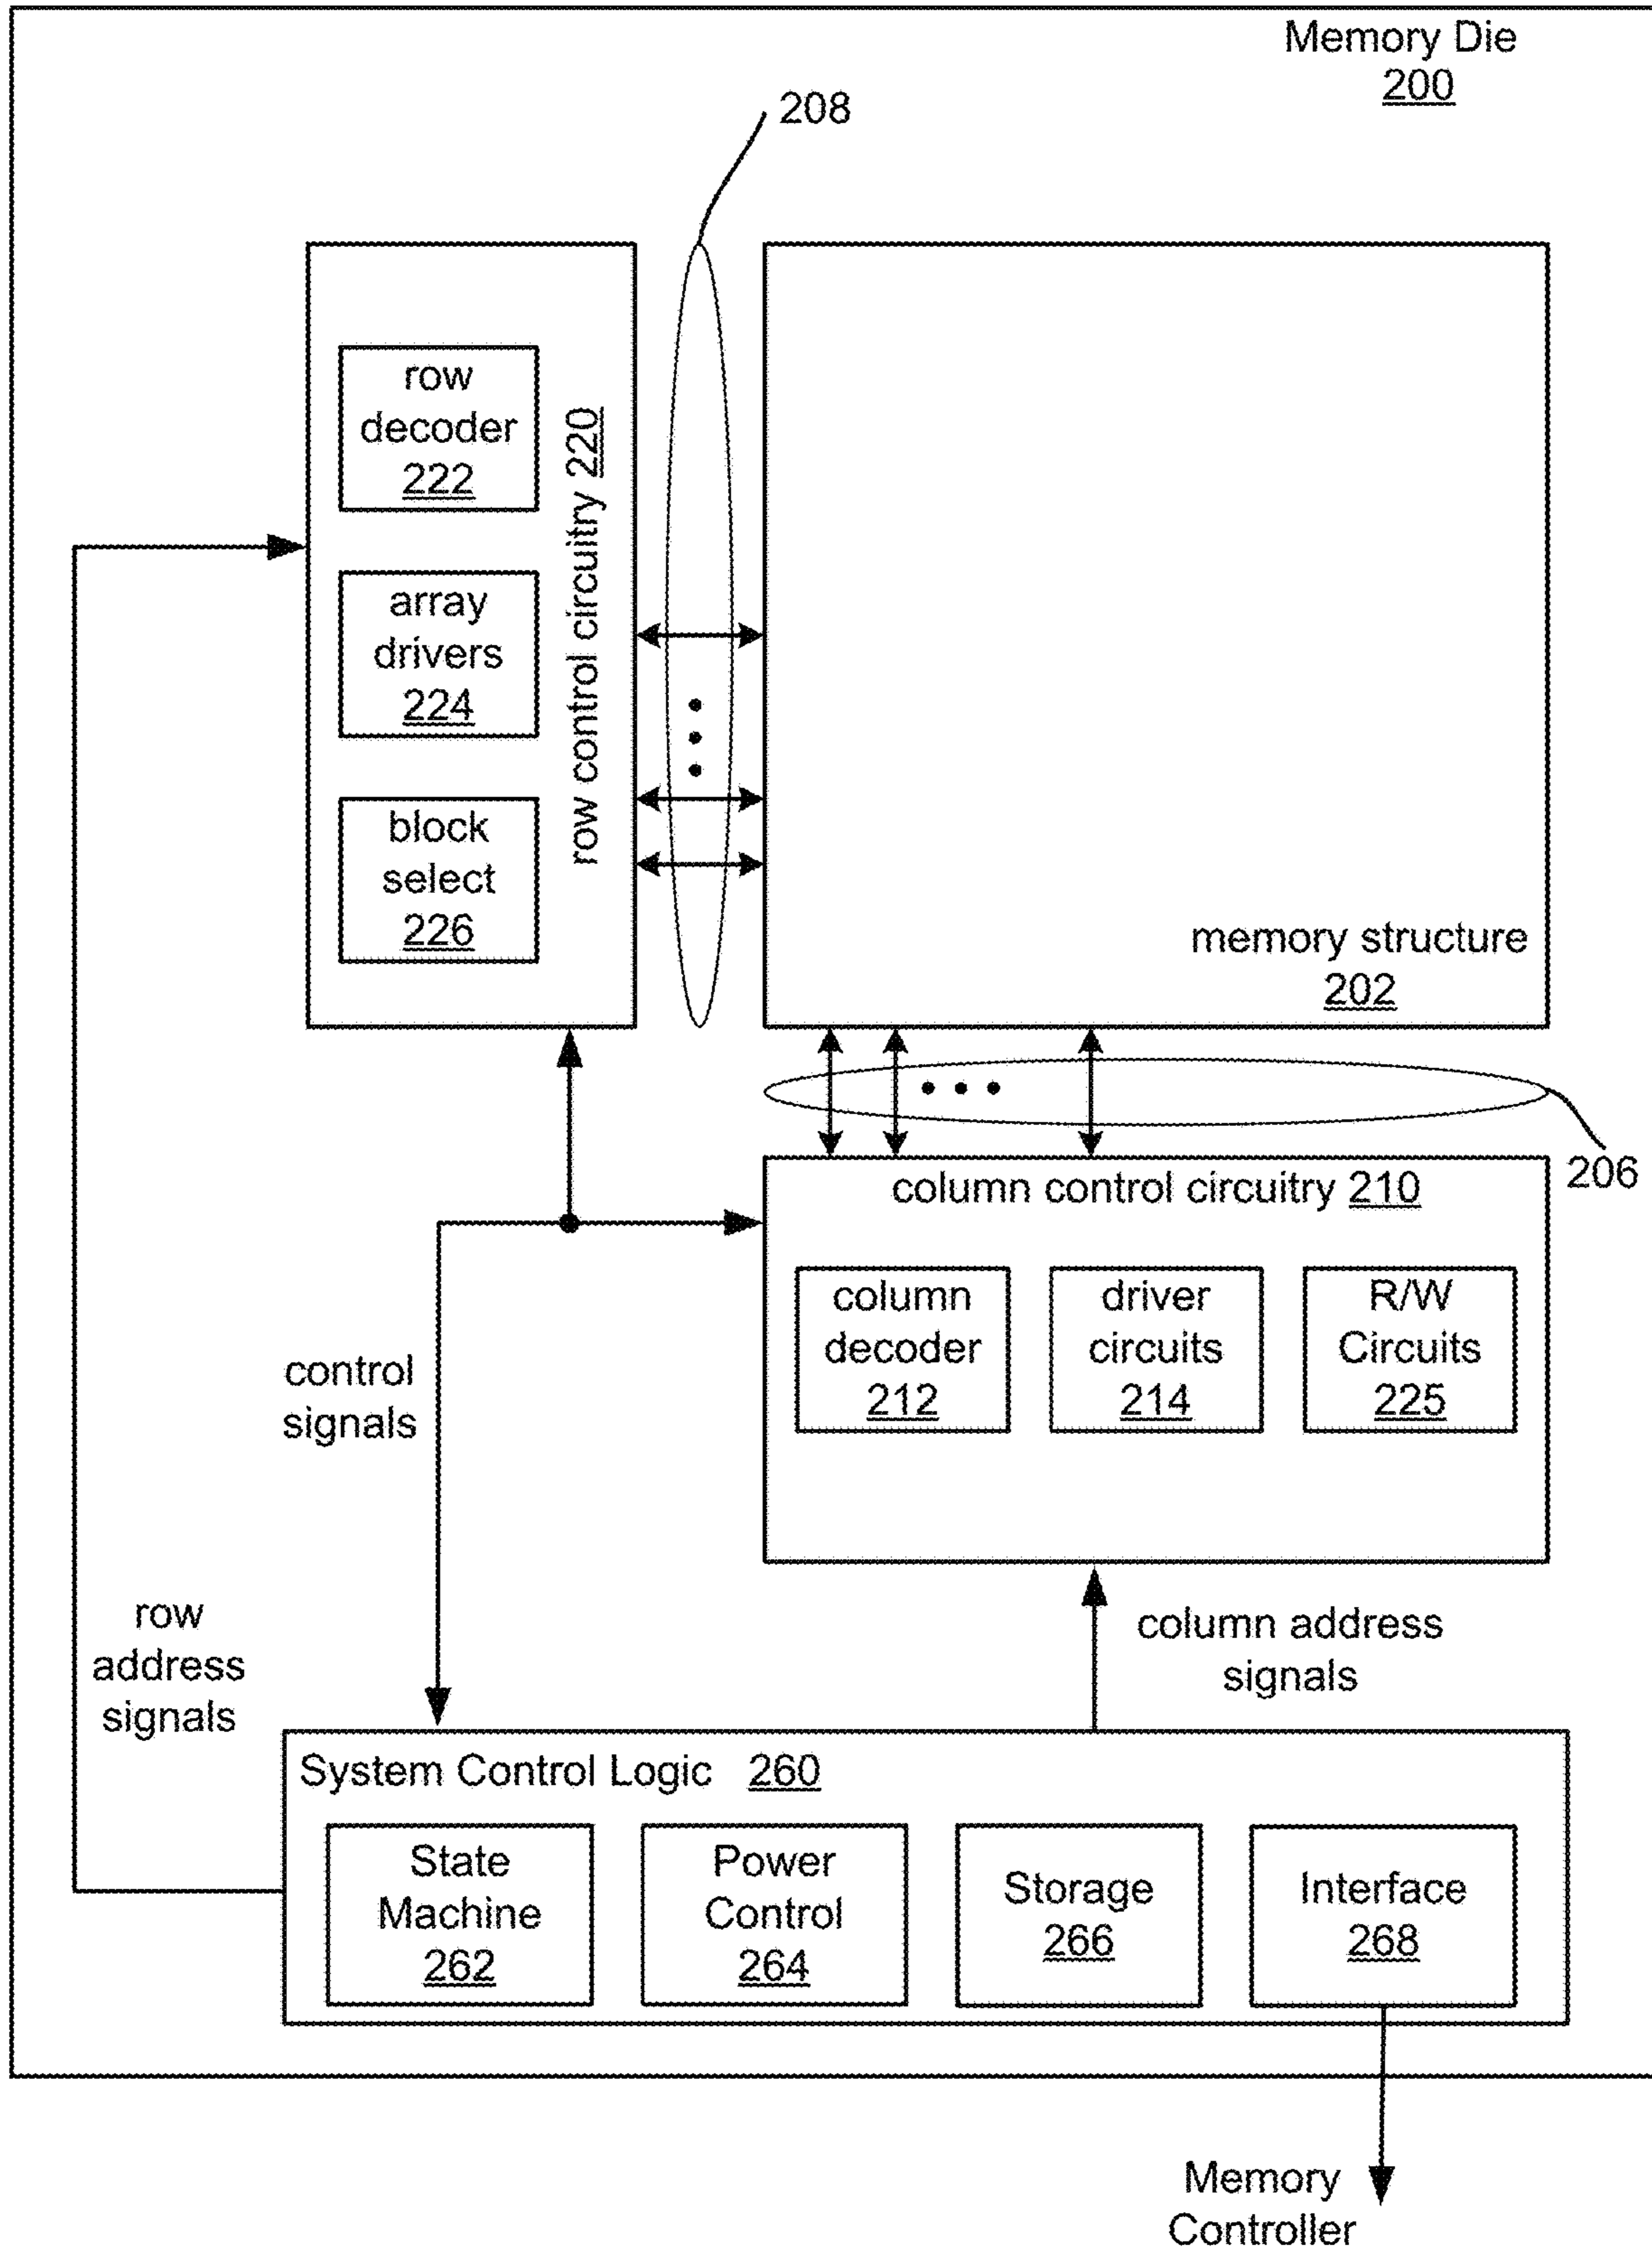 Memory Die
200
208
row
decoder
222
array
drivers
224
block
select
226
row control circuitry 220
memory structure
202
206
column control circuitry 210
column
decoder
212
driver
circuits
214
R/W
Circuits
225
control
signals
row
address
signals
column address
signals
System Control Logic 260
State
Machine
262
Power
Control
264
Storage
266
Interface
268
Memory
Controller